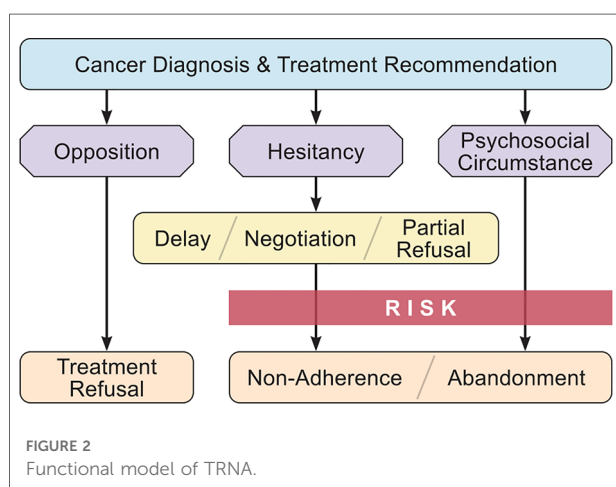 Cancer Diagnosis & Treatment Recommendation
Opposition
Hesitancy
Psychosocial
Circumstance
Delay / Negotiation / Partial
Refusal
RISK
Treatment
Refusal
Non-Adherence / Abandonment
FIGURE 2
Functional model of TRNA.